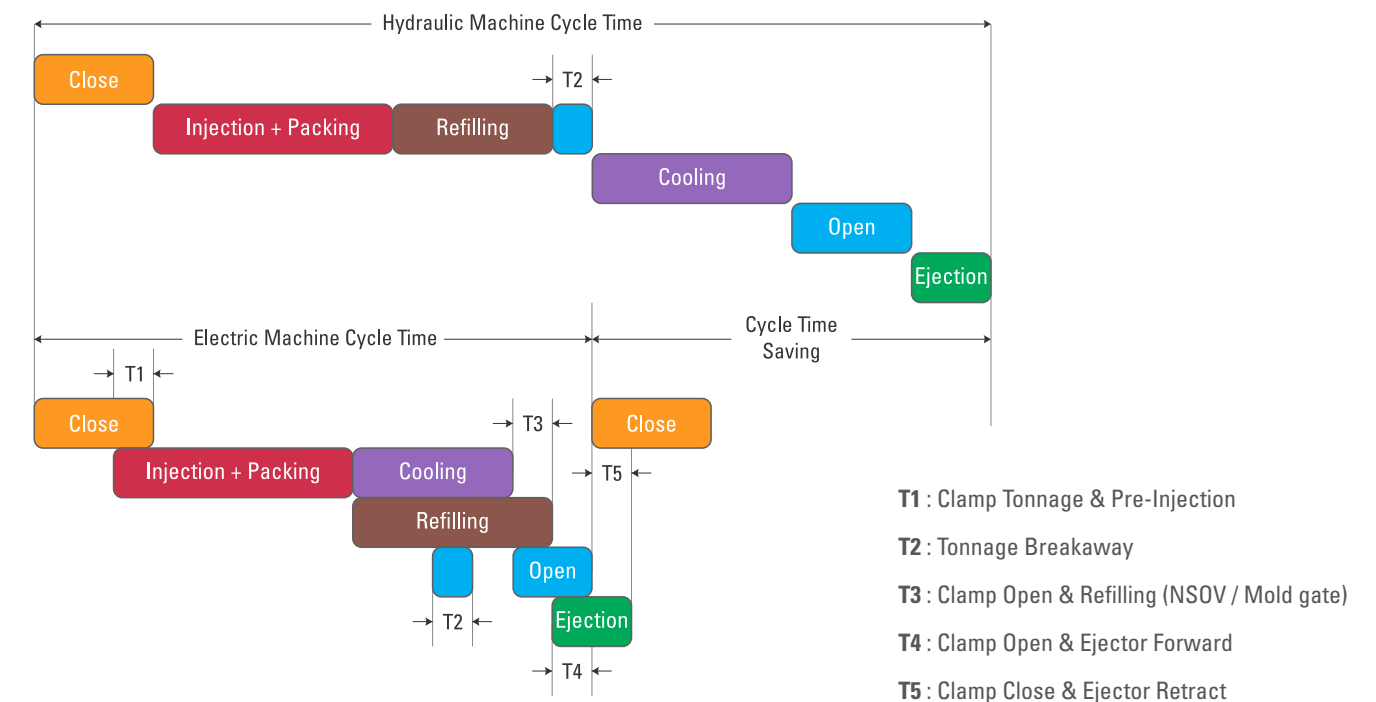 Hydraulic Machine Cycle Time
Close
T2
Injection + Packing
Refilling
Cooling
Open
Ejection
Electric Machine Cycle Time
Cycle Time
Saving
T1
Close
T3
Close
Injection + Packing
Cooling
T5
Refilling
Open
T2
Ejection
T4
T1 : Clamp Tonnage & Pre-Injection
T2 : Tonnage Breakaway
T3 : Clamp Open & Refilling (NSOV / Mold gate)
T4 : Clamp Open & Ejector Forward
T5 : Clamp Close & Ejector Retract